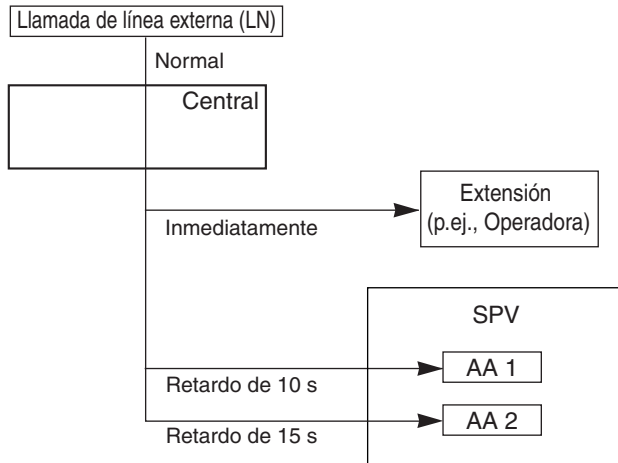 Llamada de línea externa (LN)
Normal
Central
Extensión
(p.ej., Operadora)
Inmediatamente
SPV
AA 1
Retardo de 10 s
AA 2
Retardo de 15 s